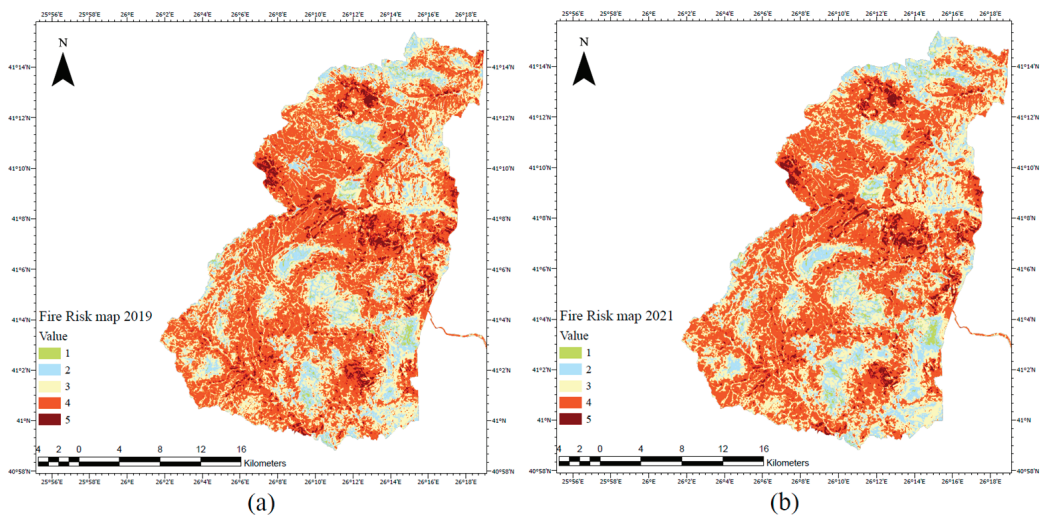 25°56'E 25°58'E 26°0'E 26°2'E 26°4'E 26°6'E 26°8'E 26°10'E 26°12'E 26°14'E 26°16'E 26°18'E
N
41°14'N
41°12'N
41°10'N
41°8'N
41°6'N
41°4'N
41°2'N
41°N
40°58'N
Fire Risk map 2019
Value
1
2
3
4
5
4 2 0 4 8 12 16
Kilometers
25°56'E 25°58'E 26°0'E 26°2'E 26°4'E 26°6'E 26°8'E 26°10'E 26°12'E 26°14'E 26°16'E 26°18'E
(a)
25°56'E 25°58'E 26°0'E 26°2'E 26°4'E 26°6'E 26°8'E 26°10'E 26°12'E 26°14'E 26°16'E 26°18'E
N
41°14'N
41°12'N
41°10'N
41°8'N
41°6'N
41°4'N
41°2'N
41°N
40°58'N
Fire Risk map 2021
Value
1
2
3
4
5
4 2 0 4 8 12 16
Kilometers
25°56'E 25°58'E 26°0'E 26°2'E 26°4'E 26°6'E 26°8'E 26°10'E 26°12'E 26°14'E 26°16'E 26°18'E
(b)